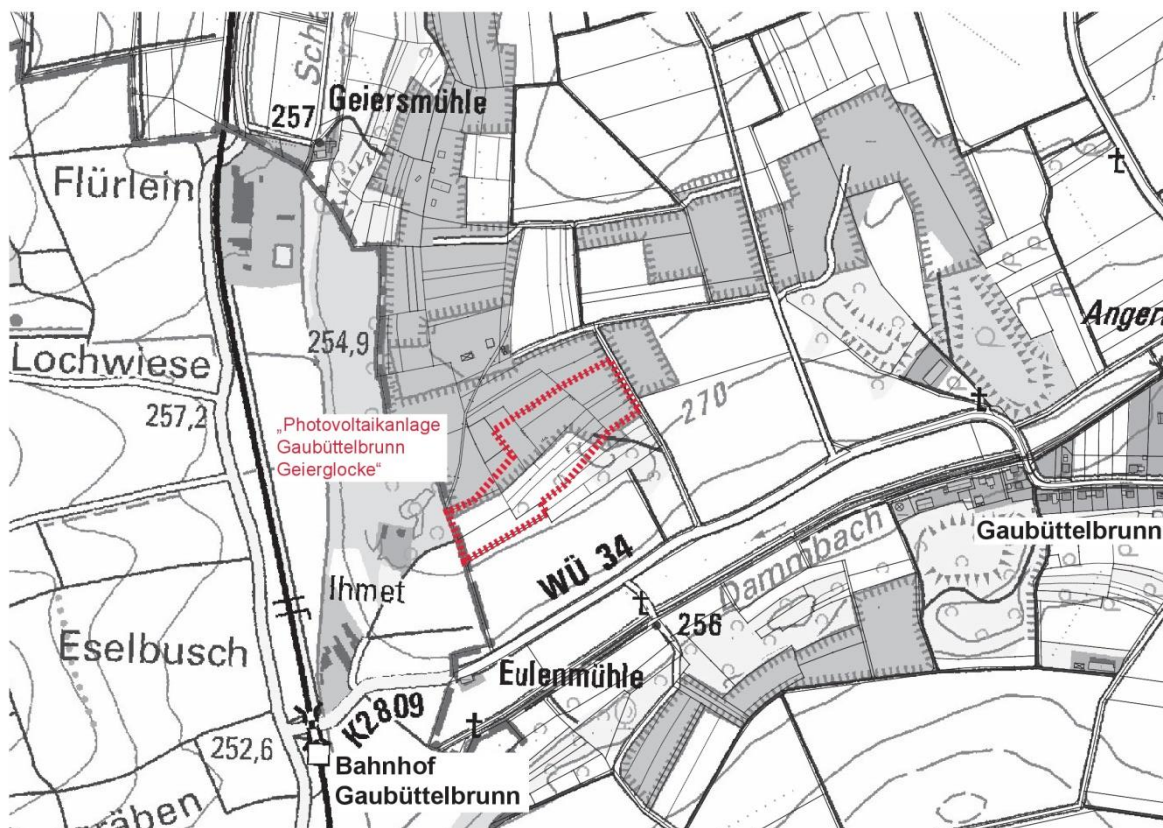 257
Geiersmühle
Flürlein
Lochwiese
254,9
257,2
„Photovoltaikanlage
Gaubüttelbrunn
Geierglocke“
270
Gaubüttelbrunn
WÜ 34
Dammbach
Ihmet
Eselbusch
256
Eulenmühle
K2809
252,6
Bahnhof
Gaubüttelbrunn